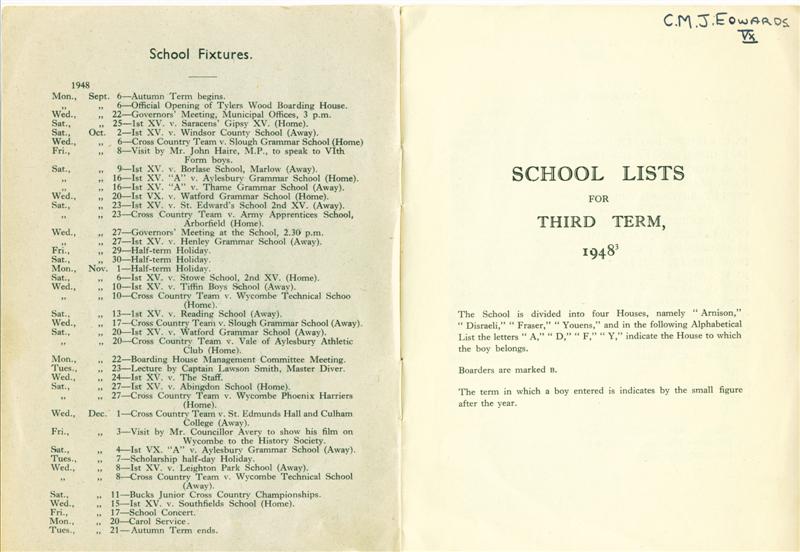 School Fixtures.
1948
Mon., Sept. 6—Autumn Term begins.
„ „ 6—Official Opening of Tylers Wood Boarding House.
Wed., „ 22—Governors' Meeting, Municipal Offices, 3 p.m.
Sat., „ 25—1st XV. v. Saracens' Gipsy XV. (Home).
Sat., Oct. 2—1st XV. v. Windsor County School (Away).
Wed., „ 6—Cross Country Team v. Slough Grammar School (Home)
Fri., „ 8—Visit by Mr. John Haire, M.P., to speak to VIth
Form boys.
Sat., „ 9—1st XV. v. Borlase School, Marlow (Away).
„ „ 16—1st XV. "A" v. Aylesbury Grammar School (Home).
„ „ 16—1st XV. "A" v. Thame Grammar School (Away).
Wed., „ 20—1st VX. v. Watford Grammar School (Home).
Sat., „ 23—1st XV. v. St. Edward's School 2nd XV. (Away).
„ „ 23—Cross Country Team v. Army Apprentices School,
Arborfield (Home).
Wed., „ 27—Governors' Meeting at the School, 2.30 p.m.
„ „ 27—1st XV. v. Henley Grammar School (Away).
Fri., „ 29—Half-term Holiday.
Sat., „ 30—Half-term Holiday.
Mon., Nov. 1—Half-term Holiday.
Sat., „ 6—1st XV. v. Stowe School, 2nd XV. (Home).
Wed., „ 10—1st XV. v. Tiffin Boys School (Away).
„ „ 10—Cross Country Team v. Wycombe Technical Schoo
(Home).
Sat., „ 13—1st XV. v. Reading School (Away).
Wed., „ 17—Cross Country Team v. Slough Grammar School (Away).
Sat., „ 20—1st XV. v. Watford Grammar School (Away).
„ „ 20—Cross Country Team v. Vale of Aylesbury Athletic
Club (Home).
Mon., „ 22—Boarding House Management Committee Meeting.
Tues., „ 23—Lecture by Captain Lawson Smith, Master Diver.
Wed., „ 24—1st XV. v. The Staff.
Sat., „ 27—1st XV. v. Abingdon School (Home).
„ „ 27—Cross Country Team v. Wycombe Phoenix Harriers
(Home).
Wed., Dec. 1—Cross Country Team v. St. Edmunds Hall and Culham
College (Away).
Fri., „ 3—Visit by Mr. Councillor Avery to show his film on
Wycombe to the History Society.
Sat., „ 4—1st VX. "A" v. Aylesbury Grammar School (Away).
Tues., „ 7—Scholarship half-day Holiday.
Wed., „ 8—1st XV. v. Leighton Park School (Away).
„ „ 8—Cross Country Team v. Wycombe Technical School
(Away).
Sat., „ 11—Bucks Junior Cross Country Championships.
Wed., „ 15—1st XV. v. Southfields School (Home).
Fri., „ 17—School Concert.
Mon., „ 20—Carol Service.
Tues., „ 21—Autumn Term ends.
C.M.J. EDWARDS
VX
SCHOOL LISTS
FOR
THIRD TERM,
1948³
The School is divided into four Houses, namely " Arnison,"
" Disraeli," " Fraser," " Youens," and in the following Alphabetical
List the letters " A," " D," " F," " Y," indicate the House to which
the boy belongs.
Boarders are marked B.
The term in which a boy entered is indicates by the small figure
after the year.